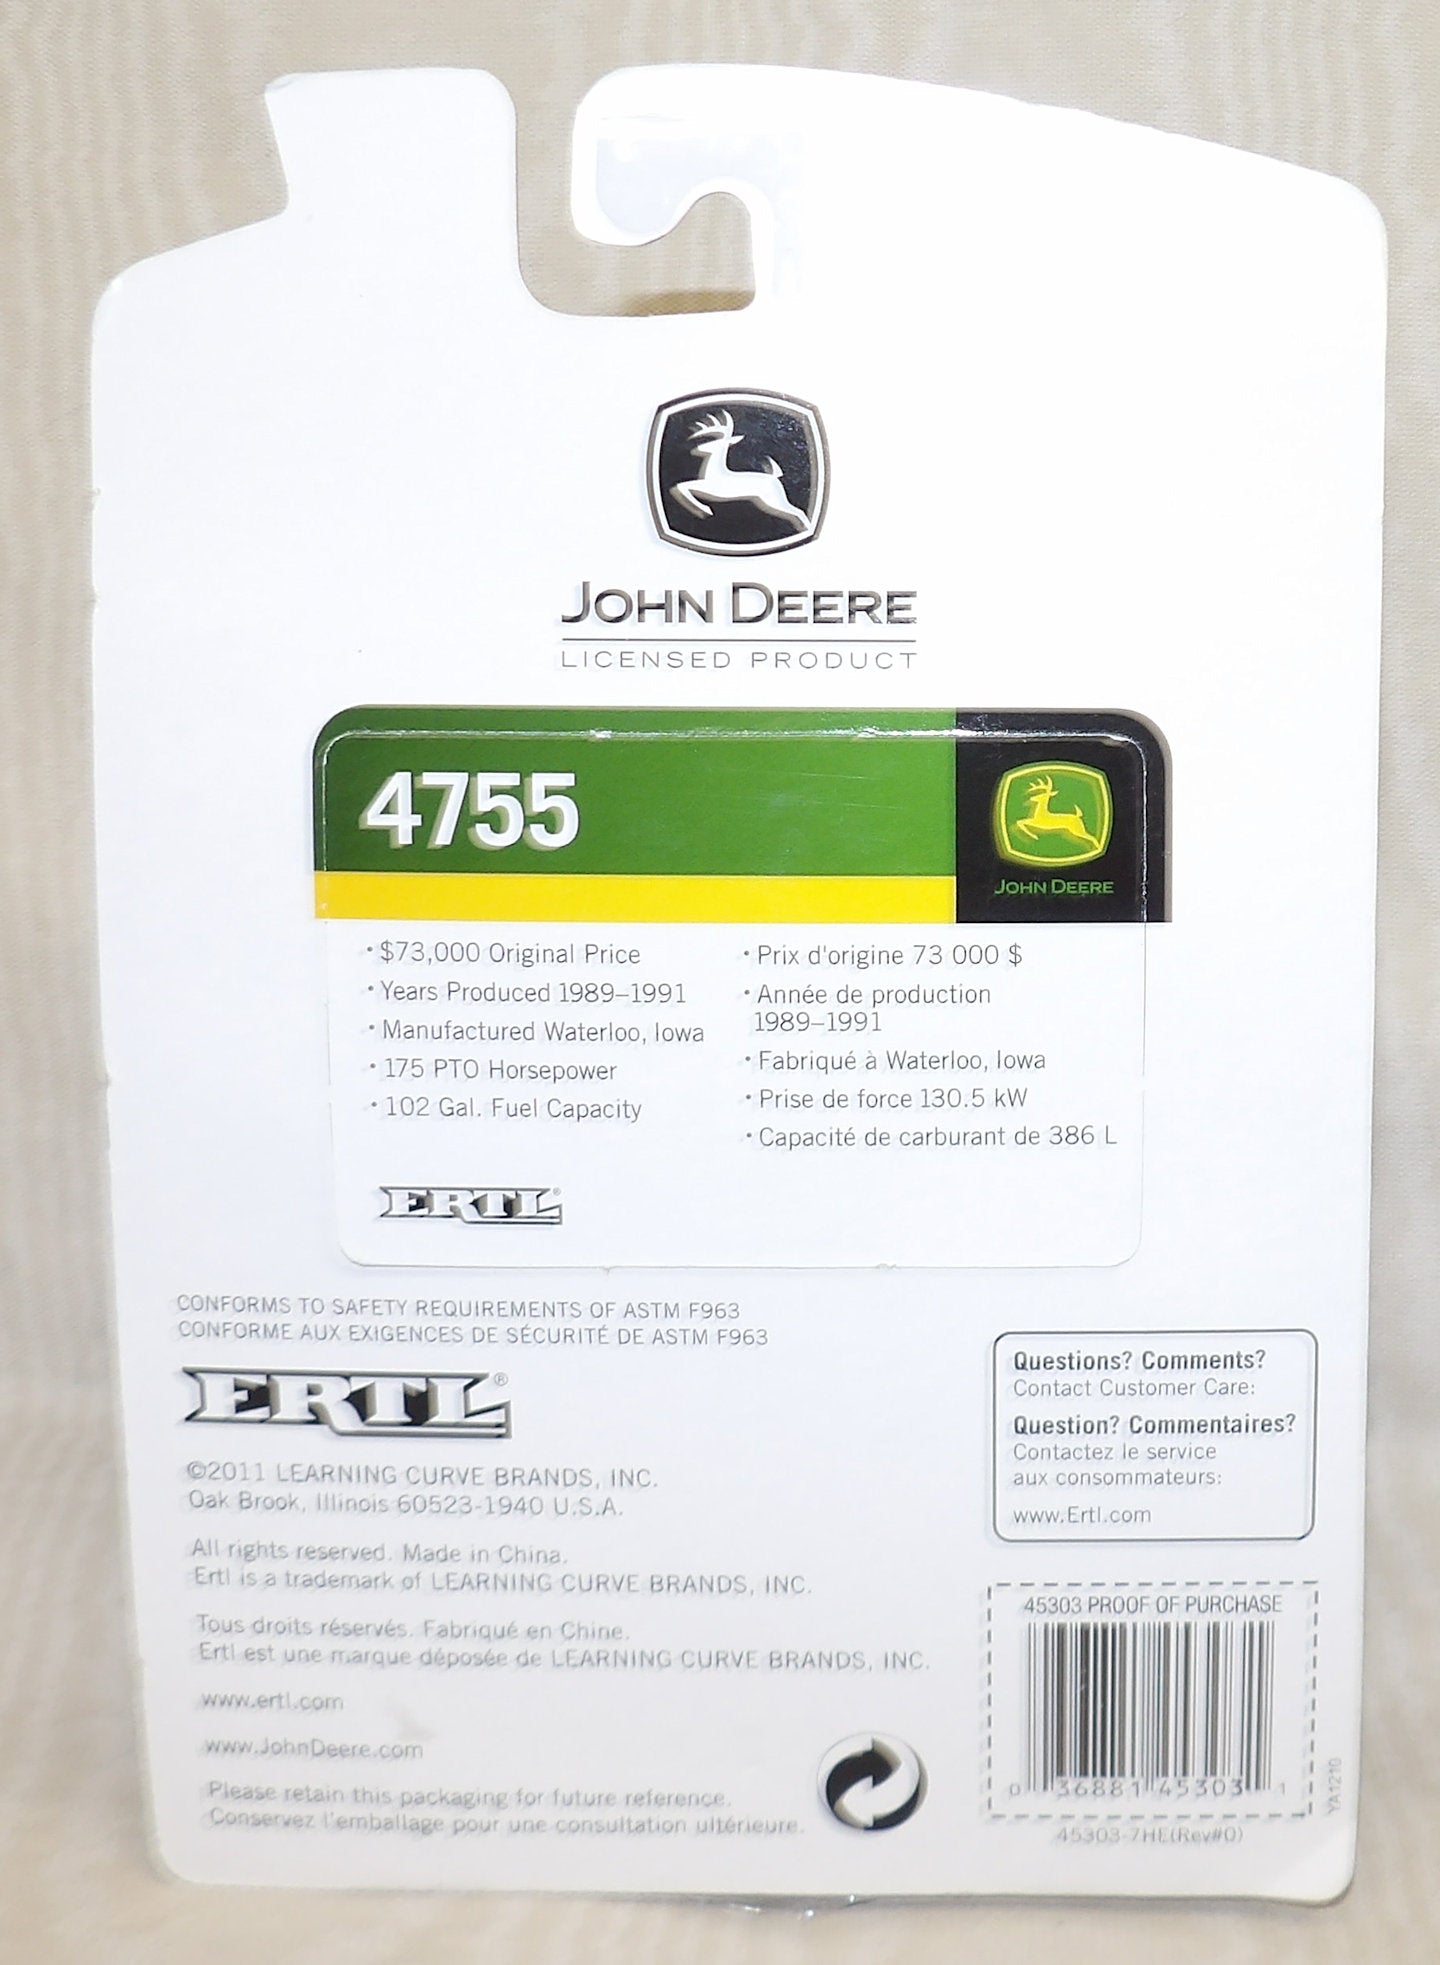 JOHN DEERE
LICENSED PRODUCT
4755
JOHN DEERE
• $73,000 Original Price
• Years Produced 1989–1991
• Manufactured Waterloo, Iowa
• 175 PTO Horsepower
• 102 Gal. Fuel Capacity
• Prix d'origine 73 000 $
• Année de production
1989–1991
• Fabriqué à Waterloo, Iowa
• Prise de force 130.5 kW
• Capacité de carburant de 386 L
ERTL®
CONFORMS TO SAFETY REQUIREMENTS OF ASTM F963
CONFORME AUX EXIGENCES DE SÉCURITÉ DE ASTM F963
ERTL®
©2011 LEARNING CURVE BRANDS, INC.
Oak Brook, Illinois 60523-1940 U.S.A.
All rights reserved. Made in China.
Ertl is a trademark of LEARNING CURVE BRANDS, INC.
Tous droits réservés. Fabriqué en Chine.
Ertl est une marque déposée de LEARNING CURVE BRANDS, INC.
www.ertl.com
www.JohnDeere.com
Please retain this packaging for future reference.
Conservez l'emballage pour une consultation ultérieure.
Questions? Comments?
Contact Customer Care:
Question? Commentaires?
Contactez le service
aux consommateurs:
www.Ertl.com
45303 PROOF OF PURCHASE
0 36881 45303 1
45303-7HE(Rev#0)
YA1210